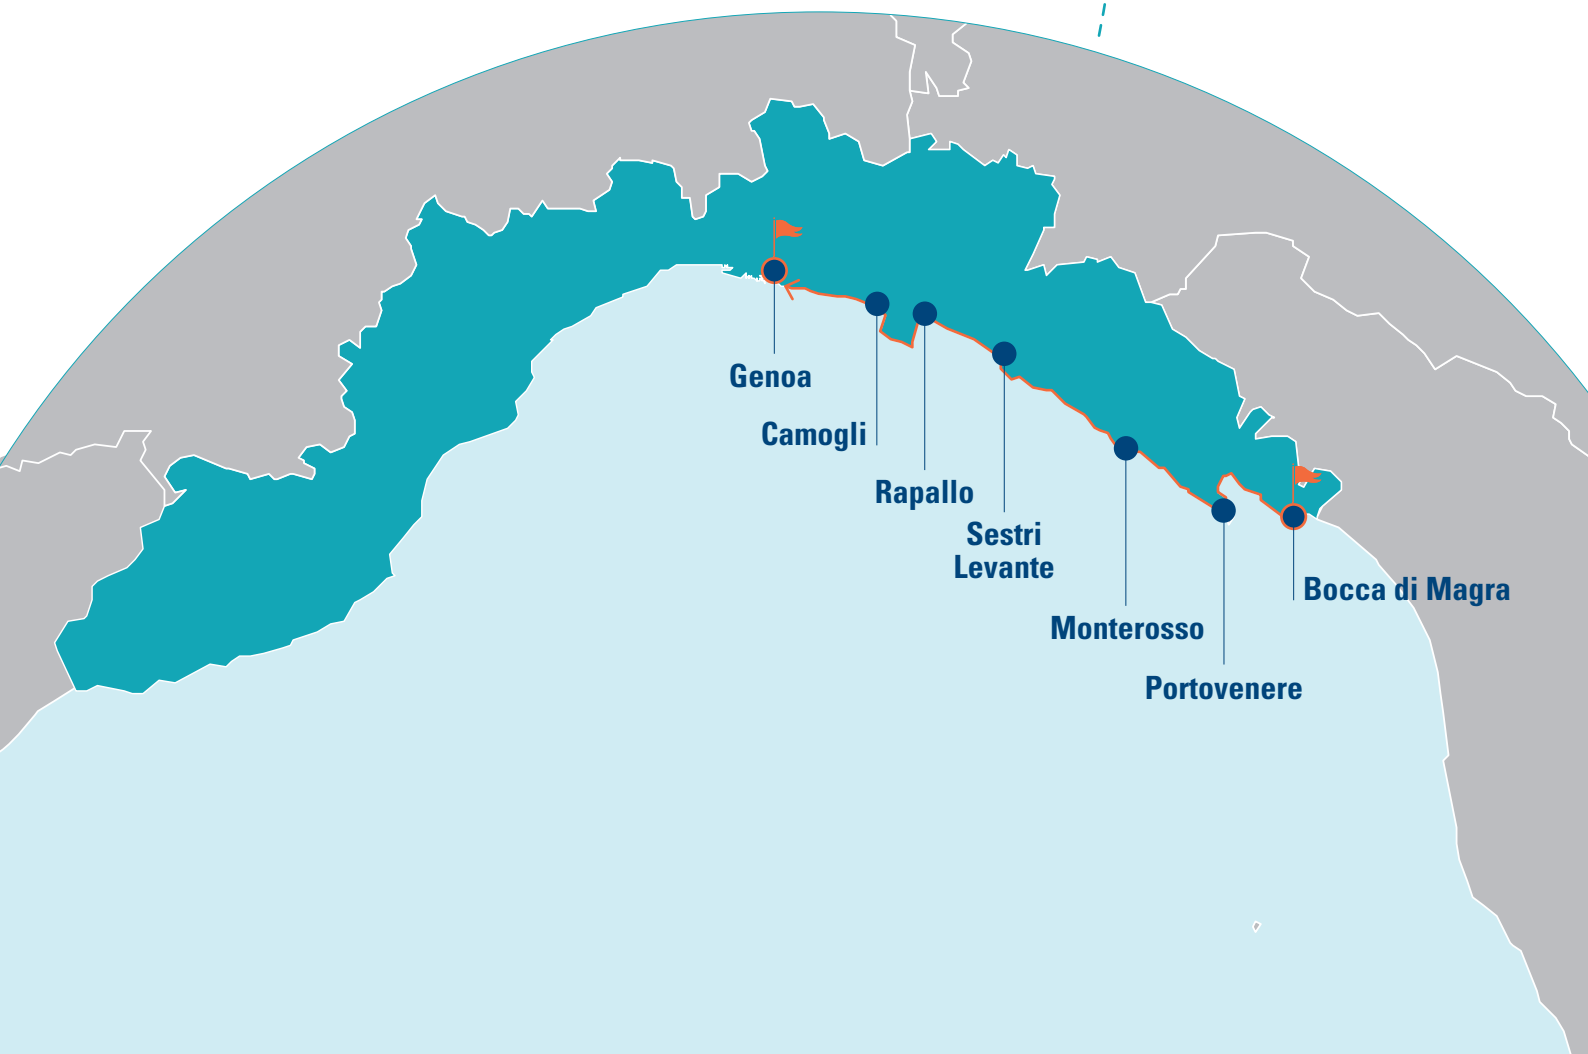 Genoa
Camogli
Rapallo
Sestri
Levante
Bocca di Magra
Monterosso
Portovenere